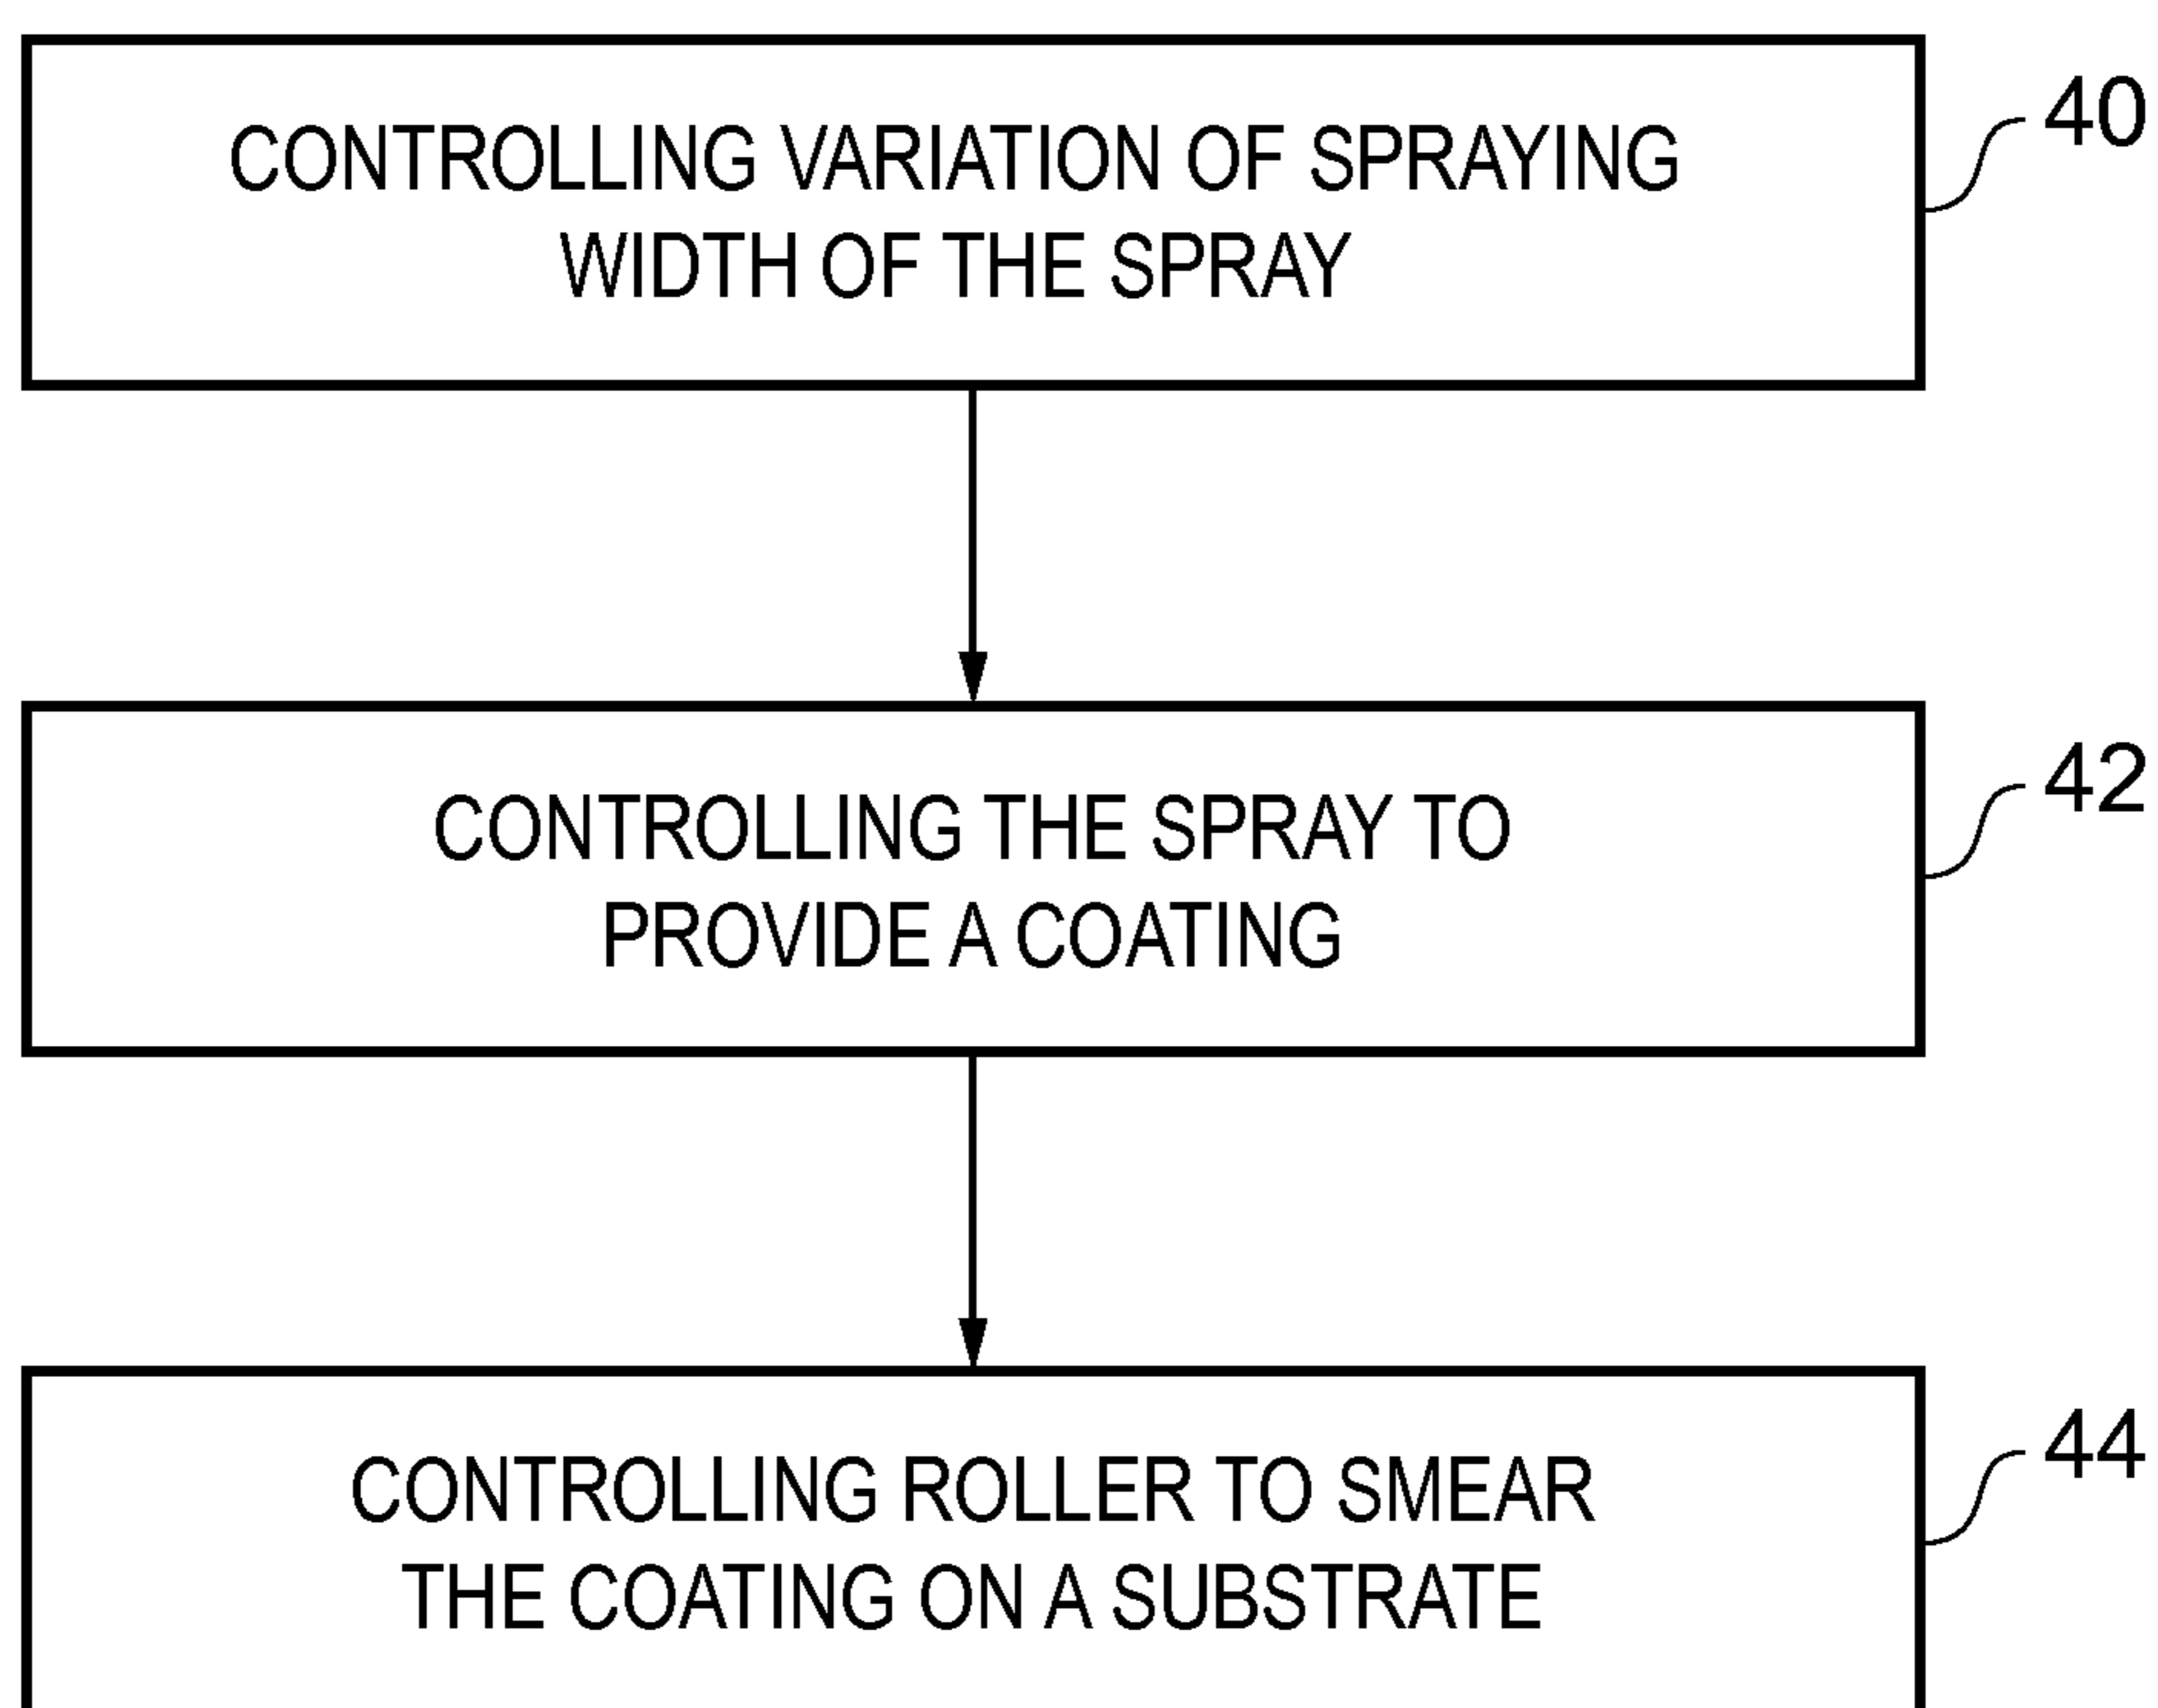 CONTROLLING VARIATION OF SPRAYING
WIDTH OF THE SPRAY
40
CONTROLLING THE SPRAY TO
PROVIDE A COATING
42
CONTROLLING ROLLER TO SMEAR
THE COATING ON A SUBSTRATE
44